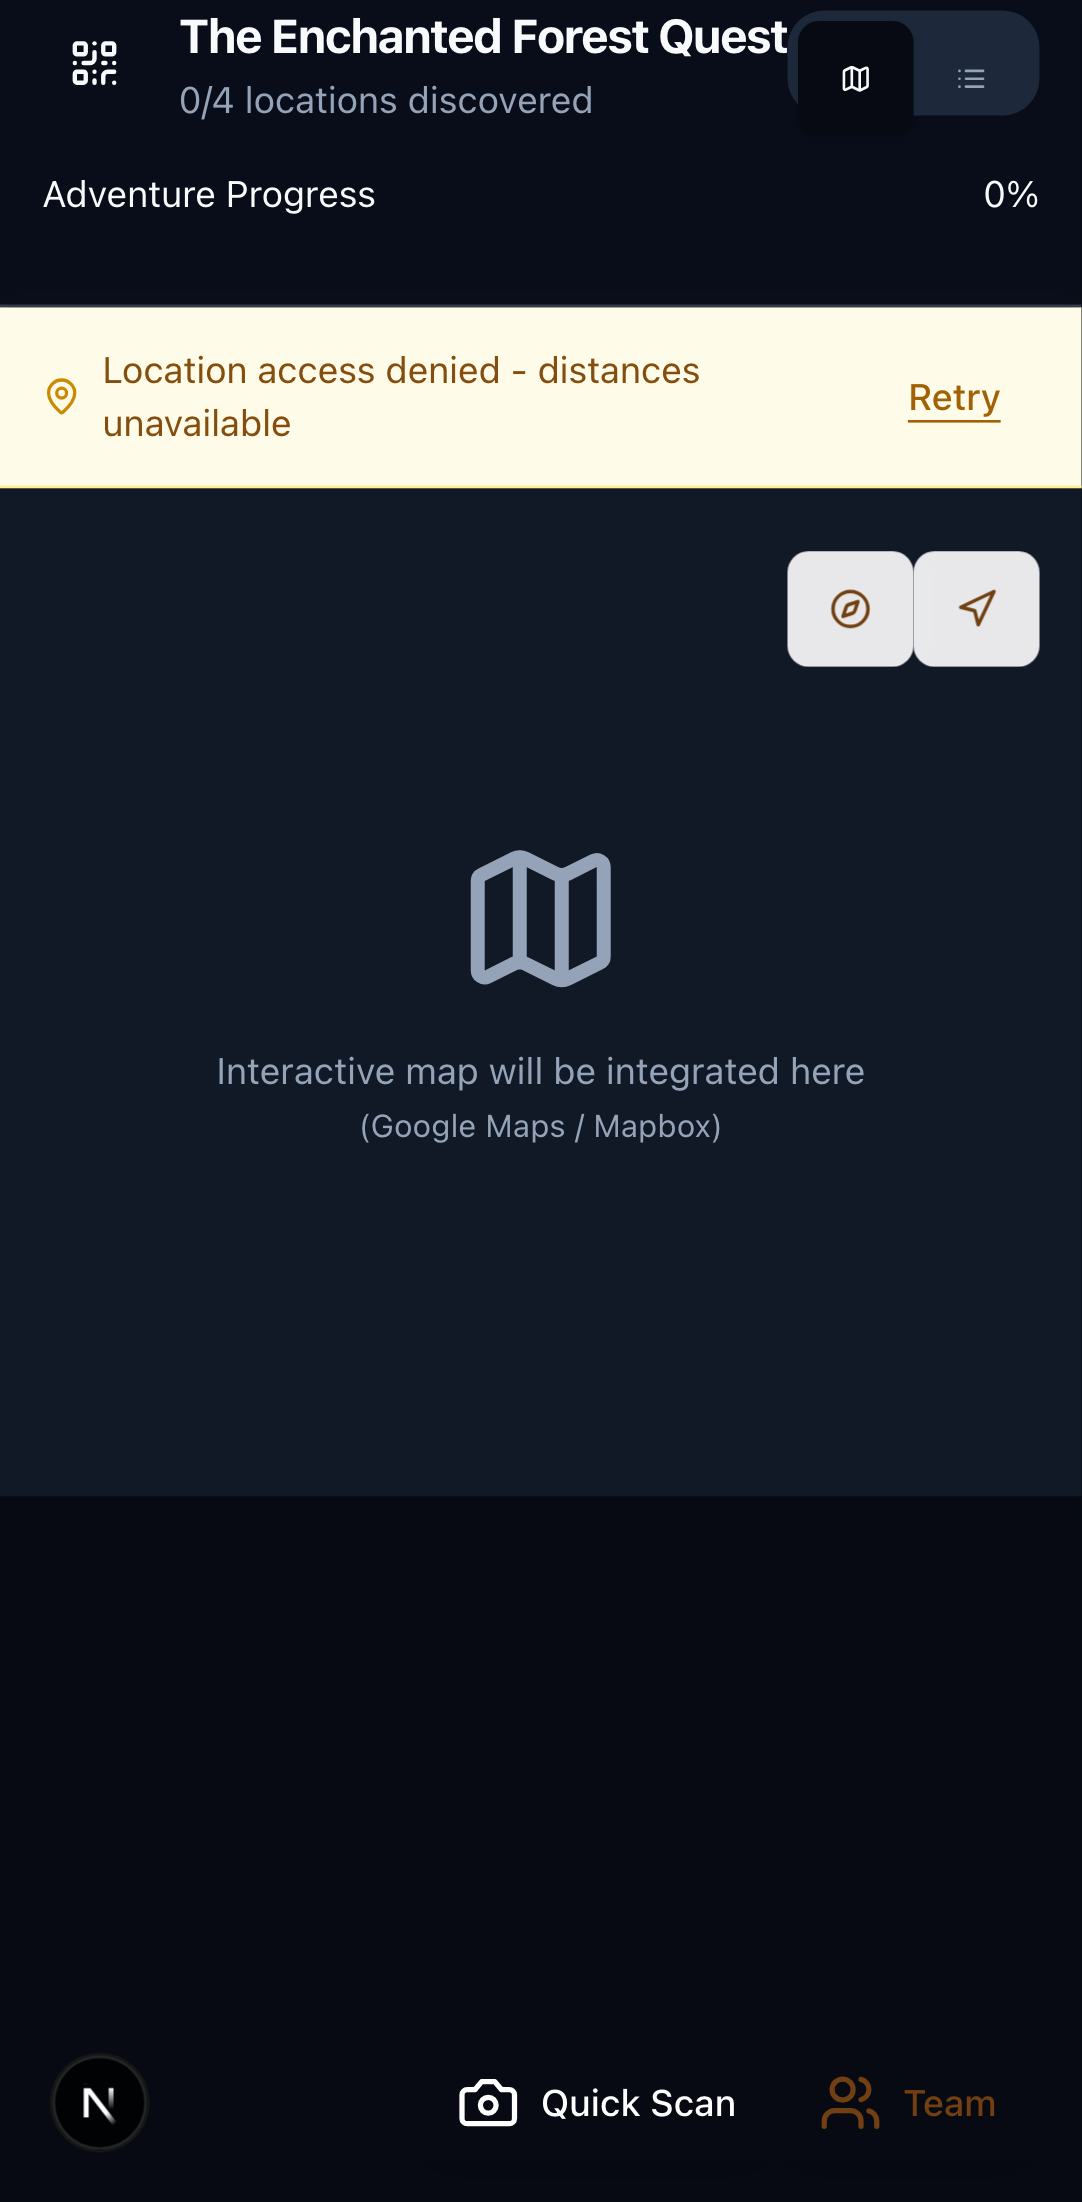 The Enchanted Forest Quest
0/4 locations discovered
Adventure Progress
0%
Location access denied - distances
unavailable
Retry
Interactive map will be integrated here
(Google Maps / Mapbox)
N
Quick Scan
Team